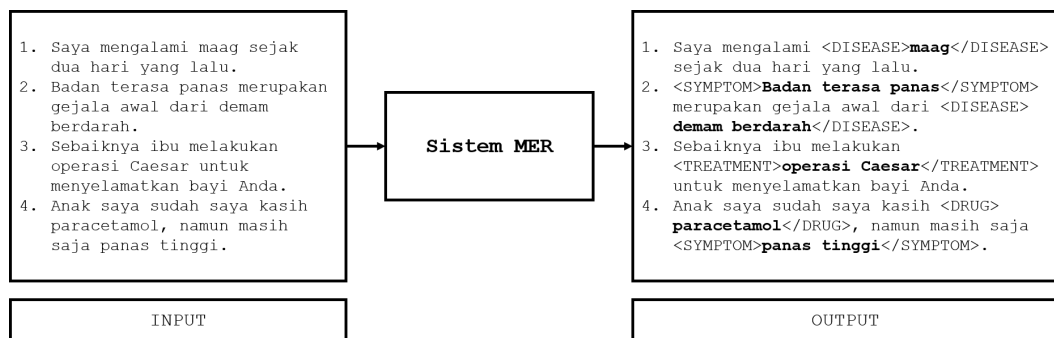 1. Saya mengalami maag sejak
dua hari yang lalu.
2. Badan terasa panas merupakan
gejala awal dari demam
berdarah.
3. Sebaiknya ibu melakukan
operasi Caesar untuk
menyelamatkan bayi Anda.
4. Anak saya sudah saya kasih
paracetamol, namun masih
saja panas tinggi.
Sistem MER
1. Saya mengalami <DISEASE>maag</DISEASE>
sejak dua hari yang lalu.
2. <SYMPTOM>Badan terasa panas</SYMPTOM>
merupakan gejala awal dari <DISEASE>
demam berdarah</DISEASE>.
3. Sebaiknya ibu melakukan
<TREATMENT>operasi Caesar</TREATMENT>
untuk menyelamatkan bayi Anda.
4. Anak saya sudah saya kasih <DRUG>
paracetamol</DRUG>, namun masih saja
<SYMPTOM>panas tinggi</SYMPTOM>.
INPUT
OUTPUT